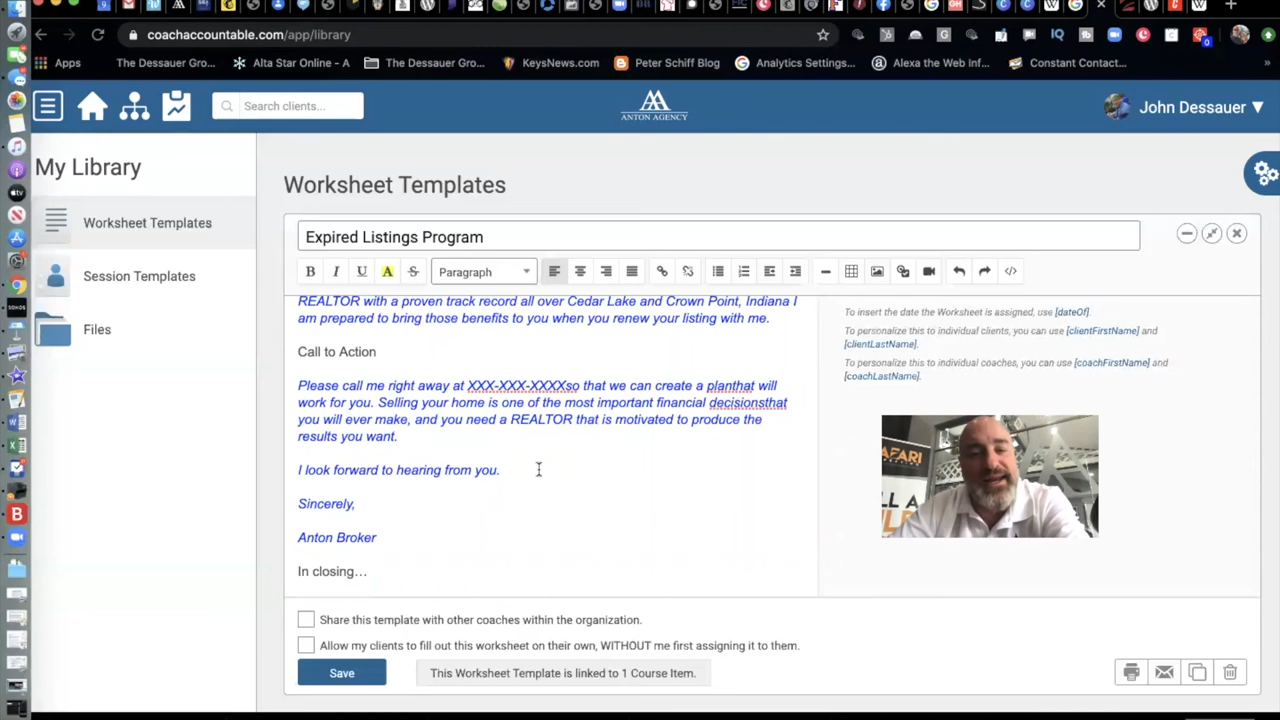 coachaccountable.com/app/library
Apps
The Dessauer Gro...
Alta Star Online - A
The Dessauer Gro...
KeysNews.com
Peter Schiff Blog
Analytics Settings...
Alexa the Web Inf...
Constant Contact...
»
Search clients...
ANTON AGENCY
John Dessauer ▼
My Library
Worksheet Templates
Session Templates
Files
Worksheet Templates
Expired Listings Program
B I U A S Paragraph
REALTOR with a proven track record all over Cedar Lake and Crown Point, Indiana I
am prepared to bring those benefits to you when you renew your listing with me.
Call to Action
Please call me right away at XXX-XXX-XXXXso that we can create a planthat will
work for you. Selling your home is one of the most important financial decisionsthat
you will ever make, and you need a REALTOR that is motivated to produce the
results you want.
I look forward to hearing from you.
Sincerely,
Anton Broker
In closing…
To insert the date the Worksheet is assigned, use [dateOf].
To personalize this to individual clients, you can use [clientFirstName] and
[clientLastName].
To personalize this to individual coaches, you can use [coachFirstName] and
[coachLastName].
AFARI
Share this template with other coaches within the organization.
Allow my clients to fill out this worksheet on their own, WITHOUT me first assigning it to them.
Save
This Worksheet Template is linked to 1 Course Item.